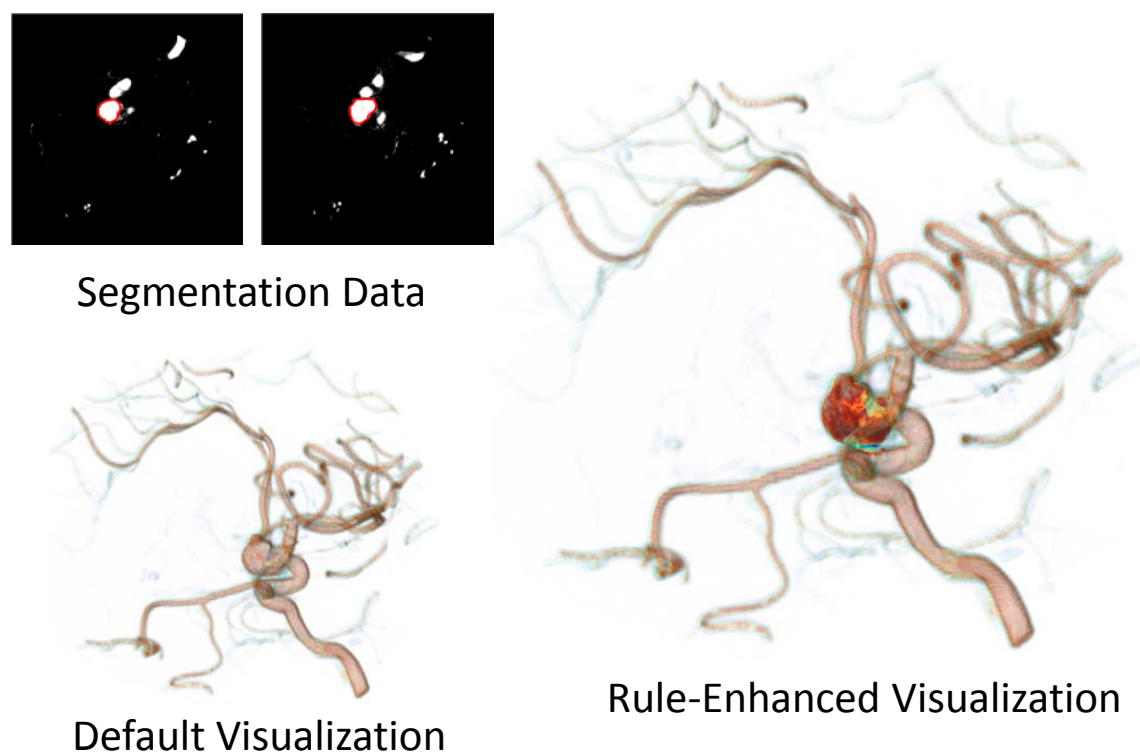 Segmentation Data
Default Visualization
Rule-Enhanced Visualization